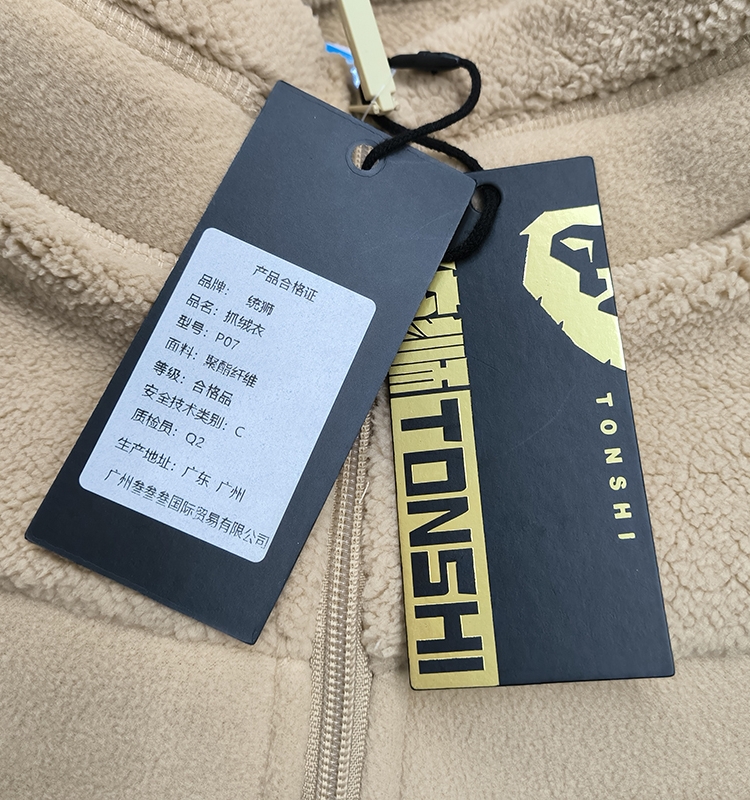 产品合格证
品牌： 统狮
品名：抓绒衣
型号：P07
面料：聚酯纤维
等级：合格品
安全技术类别：C
质检员：Q2
生产地址：广东 广州
广州叁叁叁国际贸易有限公司
TONSHI
TONSHI